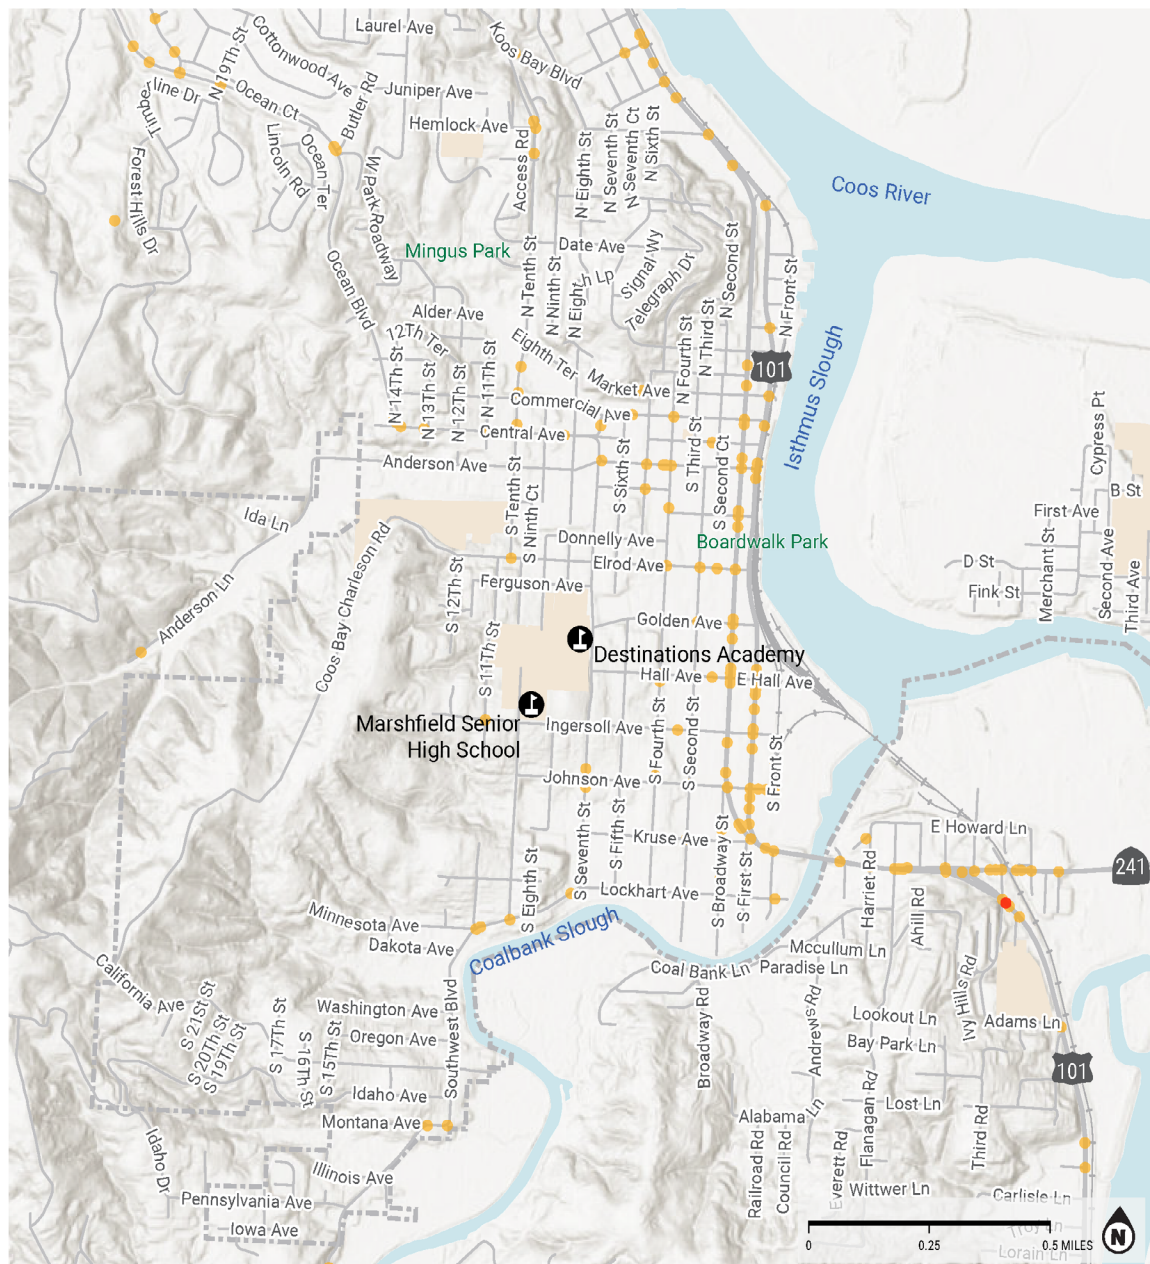 Laurel Ave
Koos Bay Blvd
N 19Th St
Cottonwood Ave
Juniper Ave
Butler Rd
line Dr
Timbe
Ocean Ct
Hemlock Ave
Access Rd
N Eighth St
N Seventh St
N Seventh Ct
N Sixth St
Forest Hills Dr
Lincoln Rd
Ocean Ter
W Park Roadway
Coos River
Mingus Park
Date Ave
Signal Wy
Telegraph Dr
N Second St
Ocean Blvd
N Tenth St
N Ninth St
N Eight
h Lp
N Front St
Alder Ave
12Th Ter
Eighth Ter
N Fourth St
N Third St
Isthmus Slough
101
Market Ave
N 14Th St
N 13Th St
N 12Th St
N 11Th St
Commercial Ave
Central Ave
Cypress Pt
Anderson Ave
S Sixth St
S Third St
S Second Ct
B St
First Ave
Ida Ln
S Tenth St
S Ninth Ct
Donnelly Ave
Boardwalk Park
Elrod Ave
D St
Fink St
Merchant St
Second Ave
Third Ave
Anderson Ln
Coos Bay Charleson Rd
S 12Th St
Ferguson Ave
Golden Ave
S 11Th St
Destinations Academy
Hall Ave
E Hall Ave
Marshfield Senior
High School
Ingersoll Ave
S Fourth St
S Second St
S Front St
Johnson Ave
S Seventh St
S Fifth St
Kruse Ave
S Broadway St
S First St
E Howard Ln
241
Harriet Rd
Ahill Rd
S Eighth St
Lockhart Ave
Minnesota Ave
Dakota Ave
Coalbank Slough
Mccullum Ln
Coal Bank Ln
Paradise Ln
California Ave
S 21St St
S 20Th St
S 19Th St
S 17Th St
S 16Th St
S 15Th St
Washington Ave
Oregon Ave
Southwest Blvd
Broadway Rd
Andrews Rd
Lookout Ln
Ivy Hills Rd
Adams Ln
Bay Park Ln
101
Idaho Ave
Montana Ave
Alabama Ln
Flanagan Rd
Lost Ln
Third Rd
Idaho Dr
Illinois Ave
Railroad Rd
Council Rd
Everett Rd
Wittwer Ln
Carlisle Ln
Pennsylvania Ave
Iowa Ave
Troy Ln
Lorain Ln
0
0.25
0.5 MILES
N